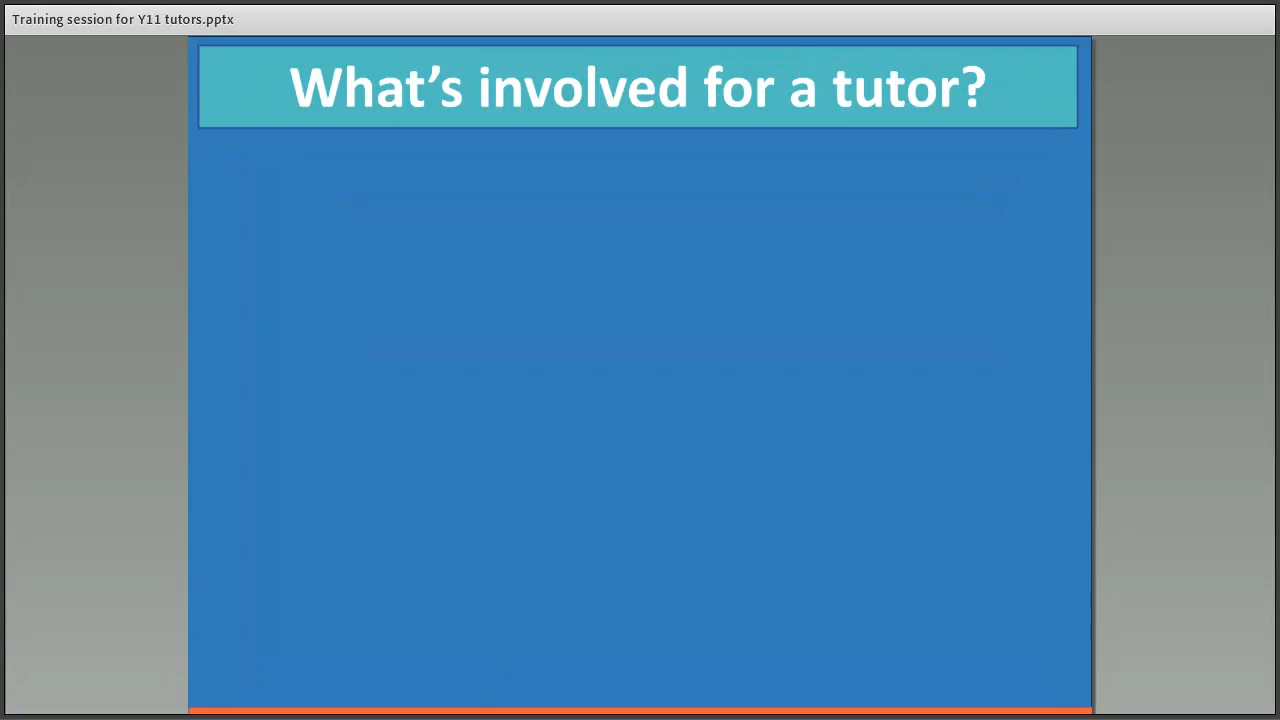 Training session for Y11 tutors.pptx
What’s involved for a tutor?